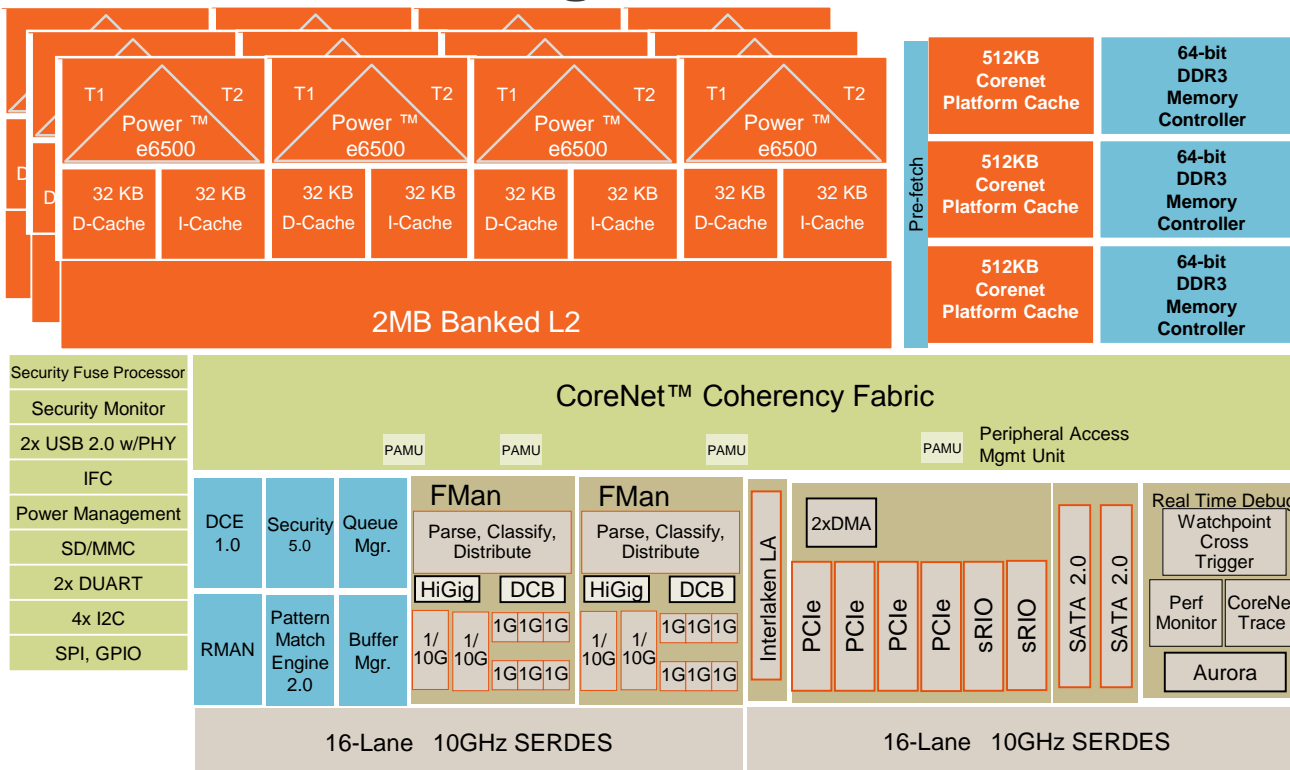 T1
T2
Power ™
e6500
T1
T2
Power ™
e6500
T1
T2
Power ™
e6500
T1
T2
Power ™
e6500
32 KB
D-Cache
32 KB
I-Cache
32 KB
D-Cache
32 KB
I-Cache
32 KB
D-Cache
32 KB
I-Cache
32 KB
D-Cache
32 KB
I-Cache
D
D
2MB Banked L2
Pre-fetch
512KB
Corenet
Platform Cache
64-bit
DDR3
Memory
Controller
512KB
Corenet
Platform Cache
64-bit
DDR3
Memory
Controller
512KB
Corenet
Platform Cache
64-bit
DDR3
Memory
Controller
Security Fuse Processor
Security Monitor
2x USB 2.0 w/PHY
IFC
Power Management
SD/MMC
2x DUART
4x I2C
SPI, GPIO
CoreNet™ Coherency Fabric
PAMU
PAMU
PAMU
PAMU
Peripheral Access
Mgmt Unit
DCE
1.0
Security
5.0
Queue
Mgr.
RMAN
Pattern
Match
Engine
2.0
Buffer
Mgr.
FMan
Parse, Classify,
Distribute
HiGig
DCB
1/
10G
1/
10G
1G 1G 1G
1G 1G 1G
FMan
Parse, Classify,
Distribute
HiGig
DCB
1/
10G
1/
10G
1G 1G 1G
1G 1G 1G
Interlaken LA
2xDMA
PCIe
PCIe
PCIe
PCIe
sRIO
sRIO
SATA 2.0
SATA 2.0
Real Time Debug
Watchpoint
Cross
Trigger
Perf
Monitor
CoreNe
Trace
Aurora
16-Lane 10GHz SERDES
16-Lane 10GHz SERDES